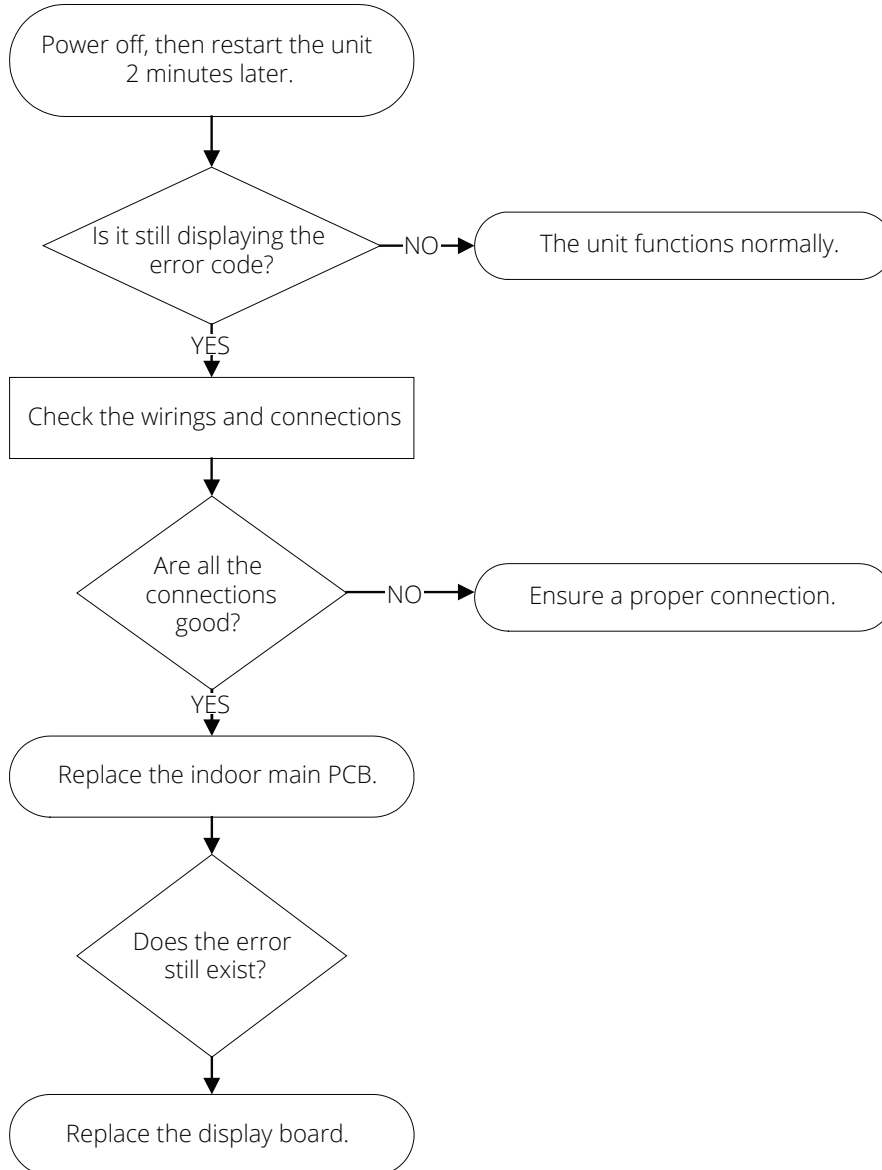 Power off, then restart the unit
2 minutes later.
Is it still displaying the
error code?
NO
The unit functions normally.
YES
Check the wirings and connections
Are all the
connections
good?
NO
Ensure a proper connection.
YES
Replace the indoor main PCB.
Does the error
still exist?
Replace the display board.